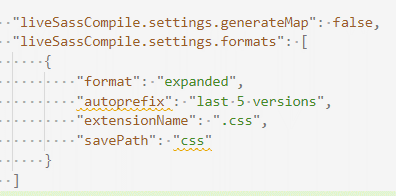 "liveSassCompile.settings.generateMap": false,
"liveSassCompile.settings.formats": [
{
"format": "expanded",
"autoprefix": "last 5 versions",
"extensionName": ".css",
"savePath": "css"
}
]